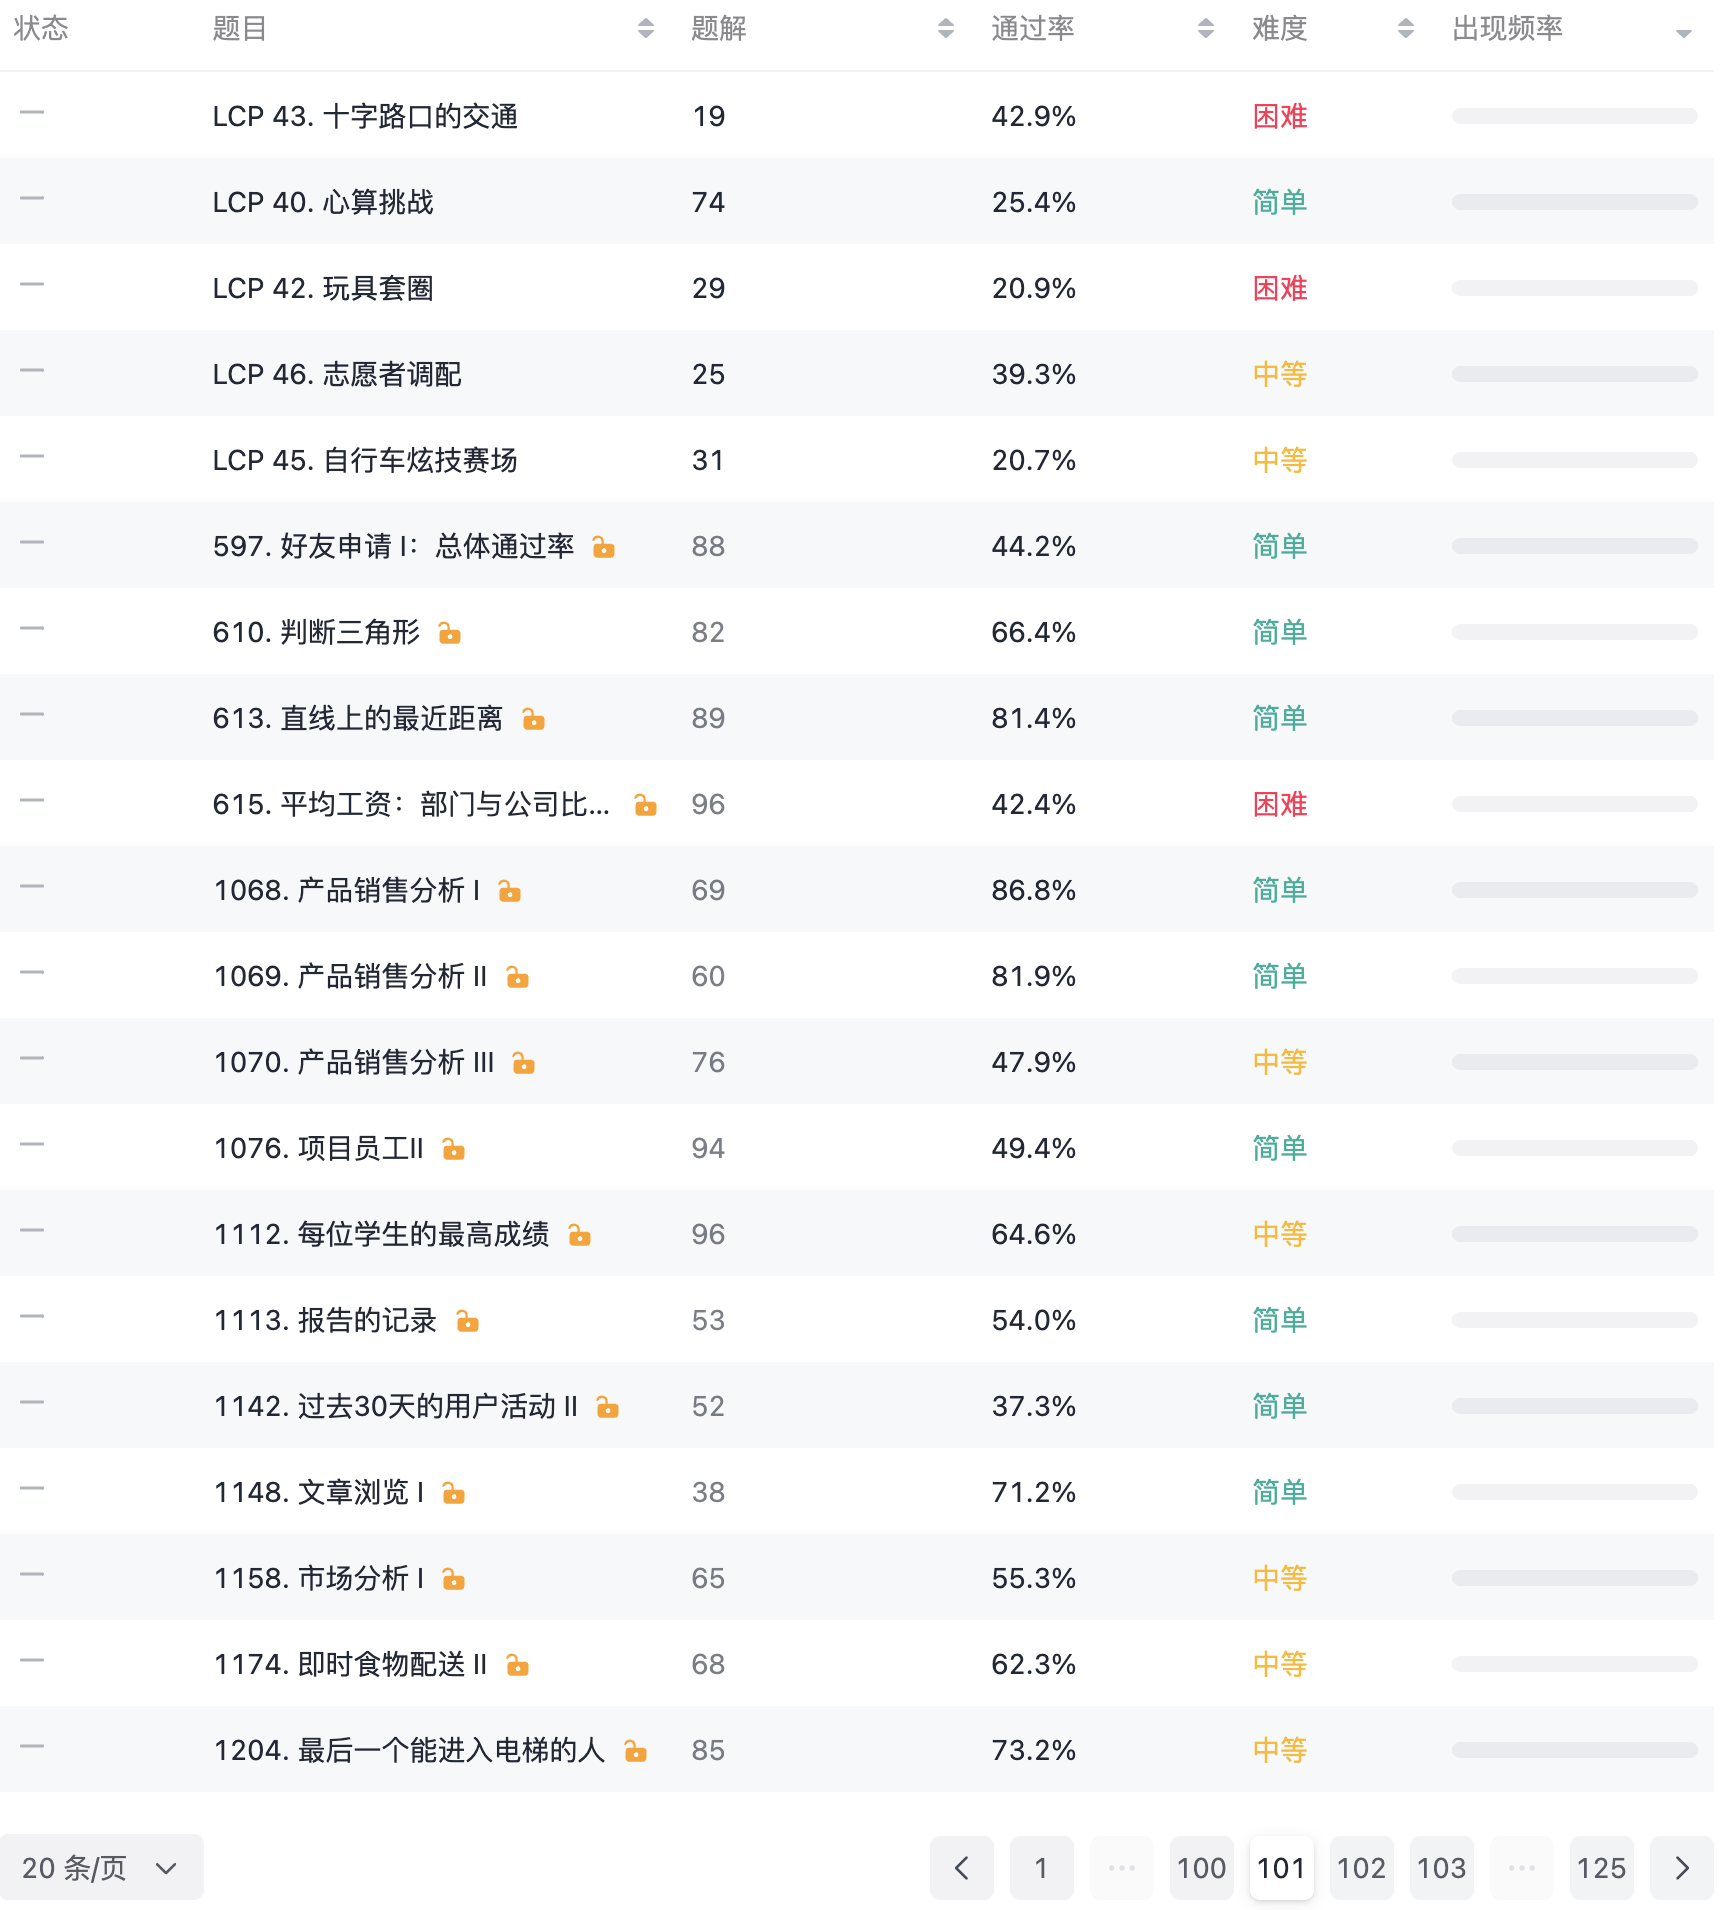 状态 题目 题解 通过率 难度 出现频率
LCP 43. 十字路口的交通 19 42.9% 困难
LCP 40. 心算挑战 74 25.4% 简单
LCP 42. 玩具套圈 29 20.9% 困难
LCP 46. 志愿者调配 25 39.3% 中等
LCP 45. 自行车炫技赛场 31 20.7% 中等
597. 好友申请 I：总体通过率 88 44.2% 简单
610. 判断三角形 82 66.4% 简单
613. 直线上的最近距离 89 81.4% 简单
615. 平均工资：部门与公司比... 96 42.4% 困难
1068. 产品销售分析 I 69 86.8% 简单
1069. 产品销售分析 II 60 81.9% 简单
1070. 产品销售分析 III 76 47.9% 中等
1076. 项目员工II 94 49.4% 简单
1112. 每位学生的最高成绩 96 64.6% 中等
1113. 报告的记录 53 54.0% 简单
1142. 过去30天的用户活动 II 52 37.3% 简单
1148. 文章浏览 I 38 71.2% 简单
1158. 市场分析 I 65 55.3% 中等
1174. 即时食物配送 II 68 62.3% 中等
1204. 最后一个能进入电梯的人 85 73.2% 中等
20 条/页 1 ... 100 101 102 103 ... 125